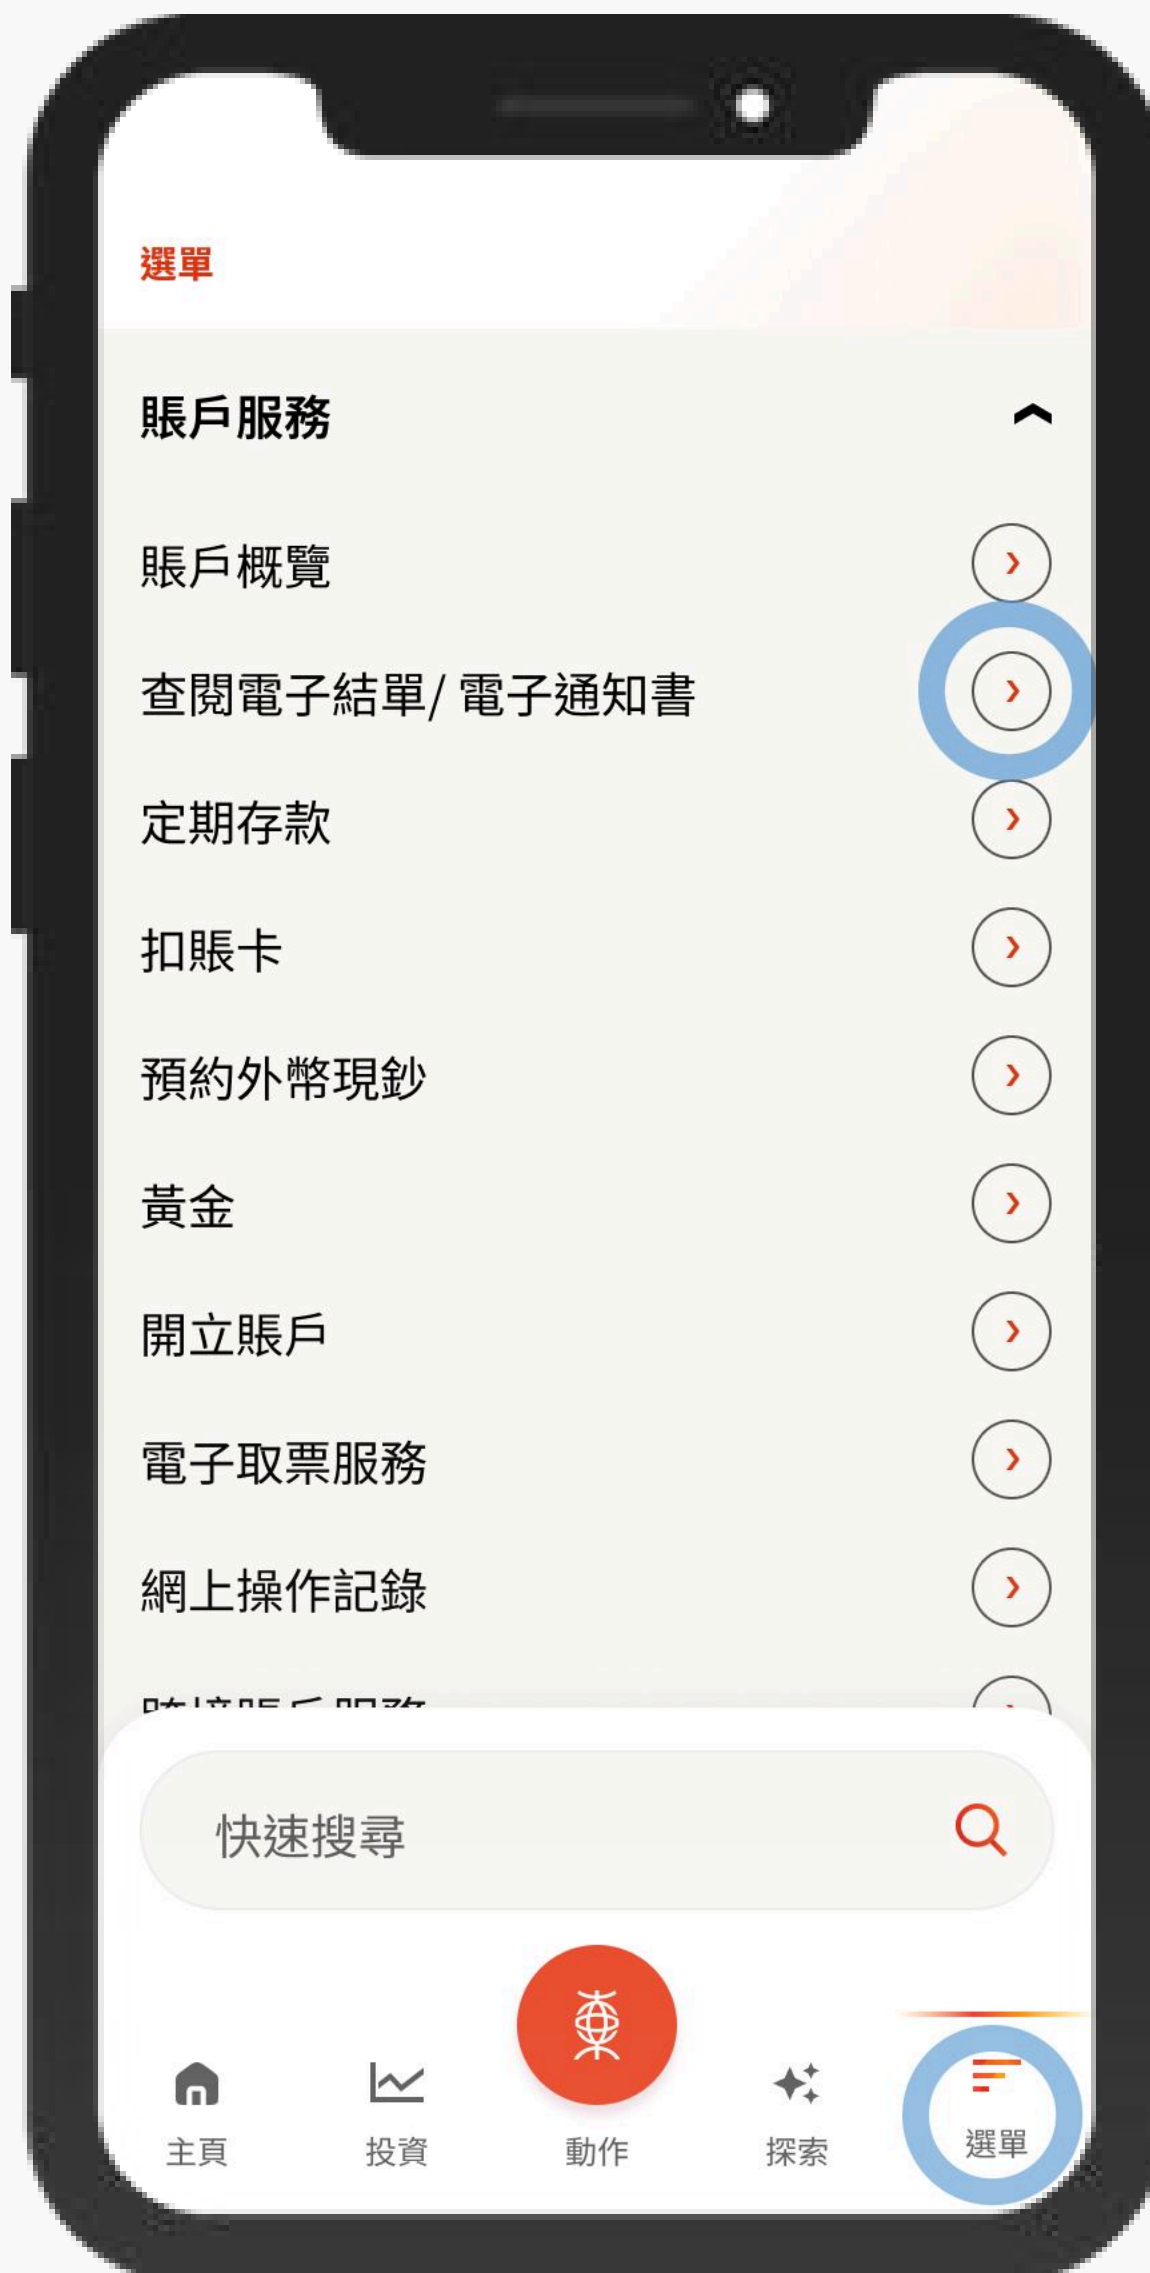 選單
賬戶服務
賬戶概覽
查閱電子結單/ 電子通知書
定期存款
扣賬卡
預約外幣現鈔
黃金
開立賬戶
電子取票服務
網上操作記錄
快速搜尋
主頁
投資
動作
探索
選單